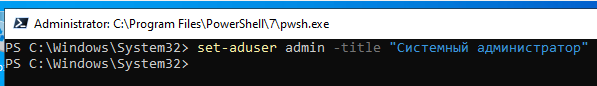 Administrator: C:\Program Files\PowerShell\7\pwsh.exe
PS C:\Windows\System32> set-aduser admin -title "Системный администратор"
PS C:\Windows\System32>